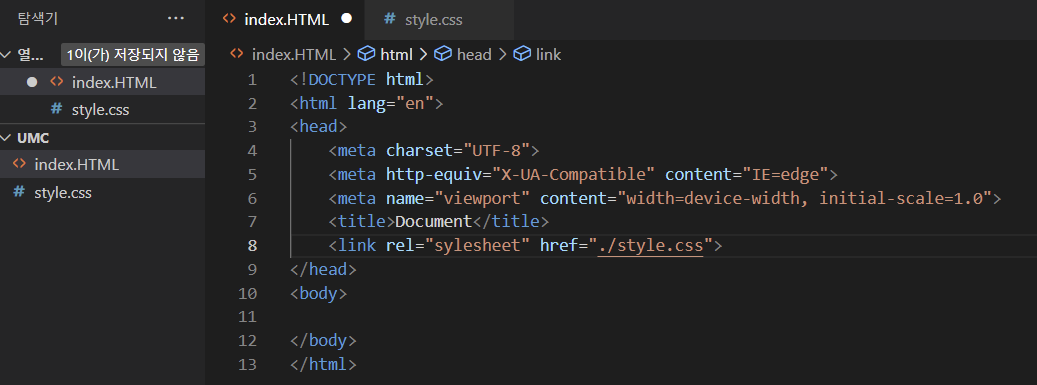 탐색기 ···
index.HTML
# style.css
열... 1이(가) 저장되지 않음
index.HTML
# style.css
UMC
index.HTML
# style.css
index.HTML > html > head > link
1 <!DOCTYPE html>
2 <html lang="en">
3 <head>
4 <meta charset="UTF-8">
5 <meta http-equiv="X-UA-Compatible" content="IE=edge">
6 <meta name="viewport" content="width=device-width, initial-scale=1.0">
7 <title>Document</title>
8 <link rel="sylesheet" href="./style.css">
9 </head>
10 <body>
11
12 </body>
13 </html>